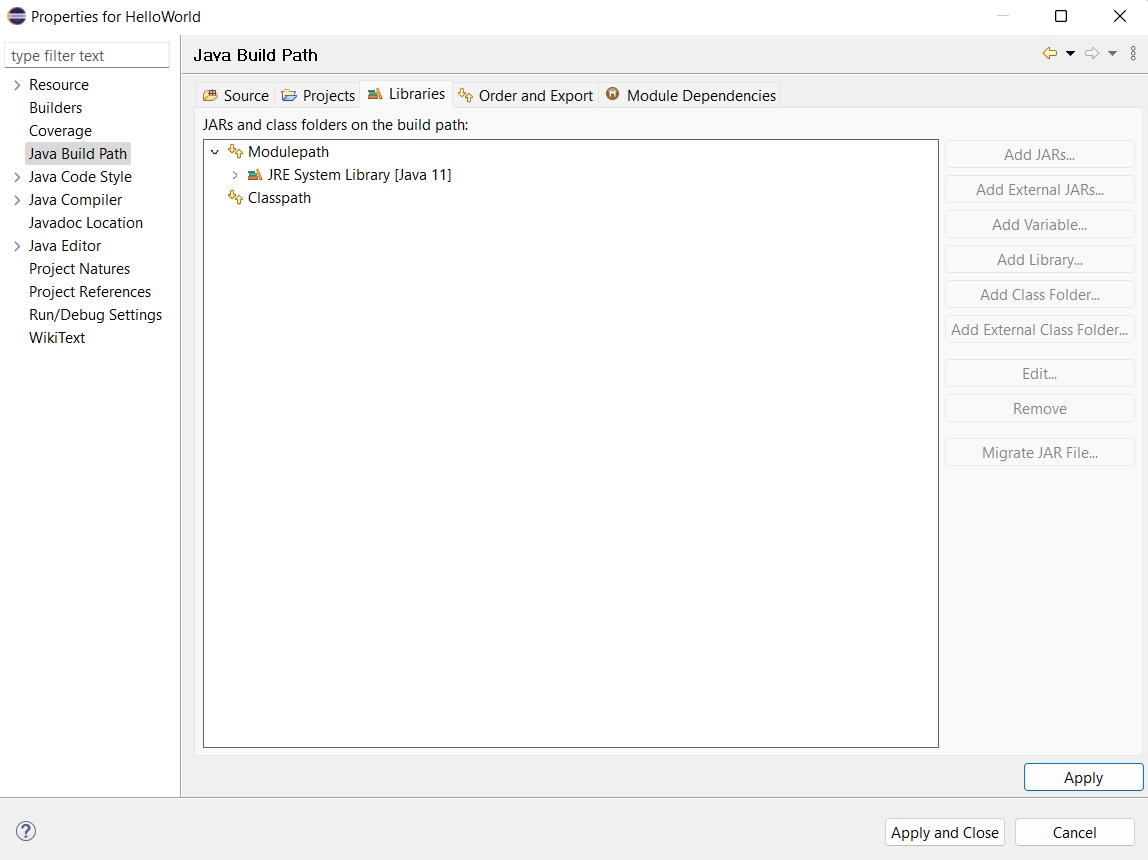 Properties for HelloWorld
type filter text
Resource
Builders
Coverage
Java Build Path
Java Code Style
Java Compiler
Javadoc Location
Java Editor
Project Natures
Project References
Run/Debug Settings
WikiText
Java Build Path
Source Projects Libraries Order and Export M Module Dependencies
JARs and class folders on the build path:
Modulepath
JRE System Library [Java 11]
Classpath
Add JARs...
Add External JARs...
Add Variable...
Add Library...
Add Class Folder...
Add External Class Folder...
Edit...
Remove
Migrate JAR File...
Apply
? Apply and Close Cancel